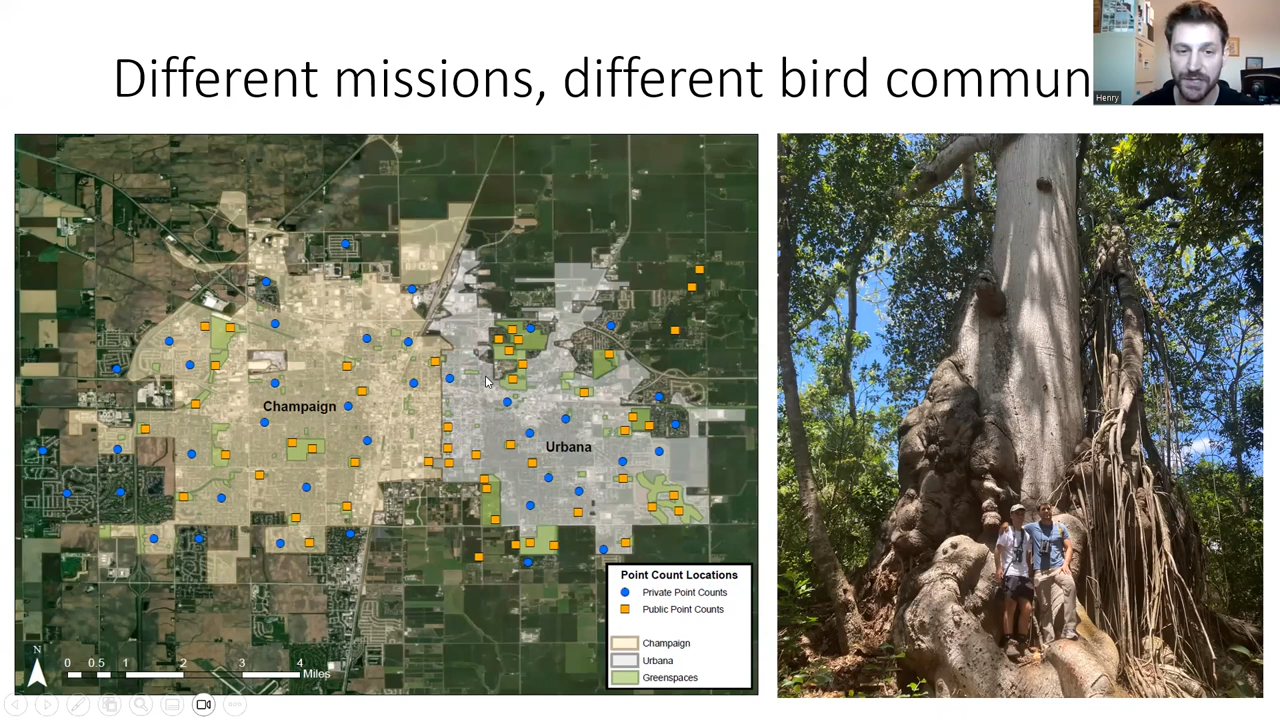 Different missions, different bird commun
Henry
Champaign
Urbana
Point Count Locations
Private Point Counts
Public Point Counts
Champaign
Urbana
Greenspaces
N
0 0.5 1 2 3 4
Miles